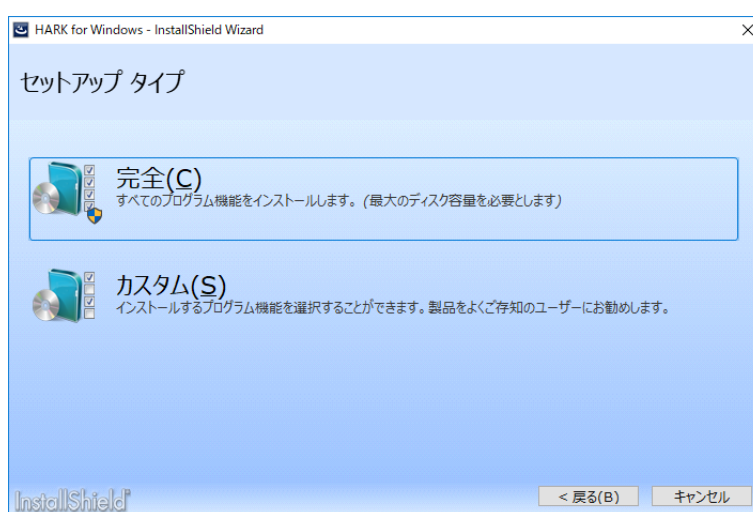 HARK for Windows - InstallShield Wizard
セットアップ タイプ
完全(C)
すべてのプログラム機能をインストールします。(最大のディスク容量を必要とします)
カスタム(S)
インストールするプログラム機能を選択することができます。製品をよくご存知のユーザーにお勧めします。
InstallShield
< 戻る(B) キャンセル